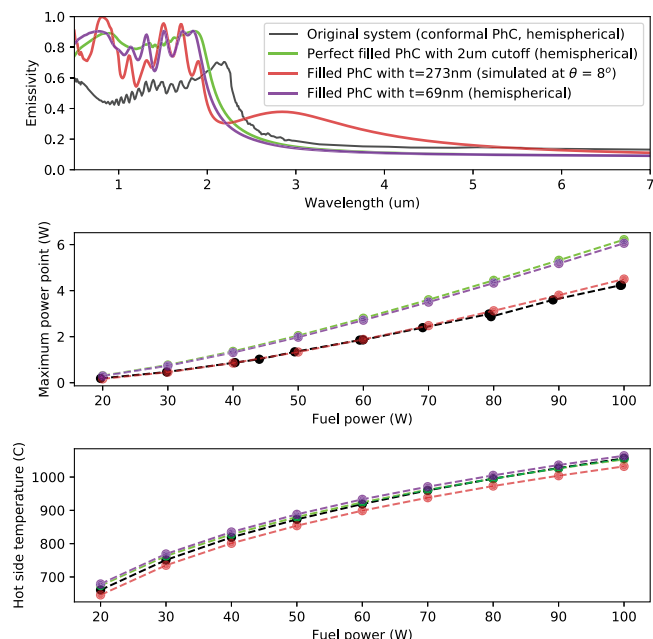 1.0
0.8
0.6
0.4
0.2
0.0
Emissivity
Original system (conformal PhC, hemispherical)
Perfect filled PhC with 2um cutoff (hemispherical)
Filled PhC with t=273nm (simulated at θ = 8°)
Filled PhC with t=69nm (hemispherical)
1 2 3 4 5 6 7
Wavelength (um)
Maximum power point (W)
6
4
2
0
20 30 40 50 60 70 80 90 100
Fuel power (W)
Hot side temperature (C)
1000
900
800
700
20 30 40 50 60 70 80 90 100
Fuel power (W)